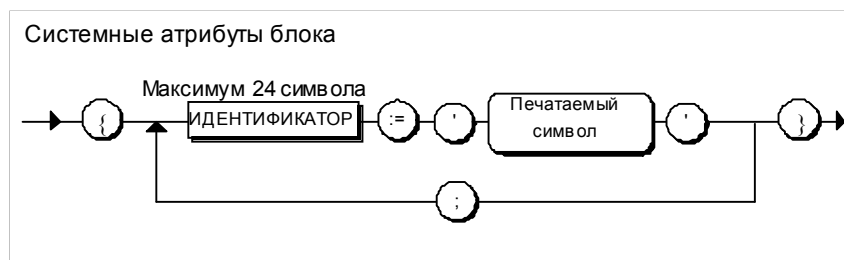 Системные атрибуты блока
Максимум 24 символа
{
ИДЕНТИФИКАТОР
:=
'
Печатаемый
символ
'
}
;